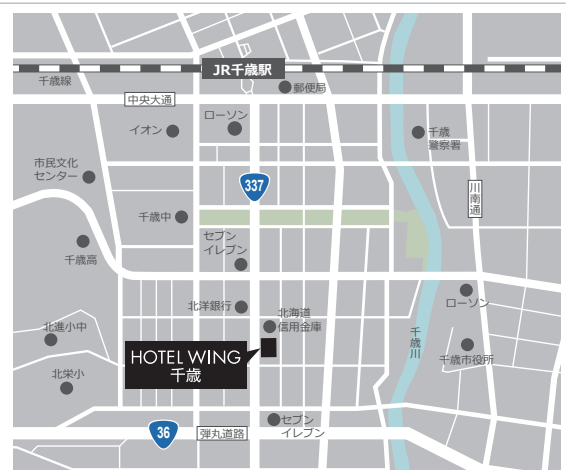 JR千歳駅
千歳線
郵便局
中央大通
イオン
ローソン
千歳
警察署
市民文化
センター
337
川南通
千歳中
セブン
イレブン
千歳高
北洋銀行
北海道
信用金庫
ローソン
北進小中
千歳川
千歳市役所
HOTEL WING
千歳
北栄小
セブン
イレブン
36
弾丸道路